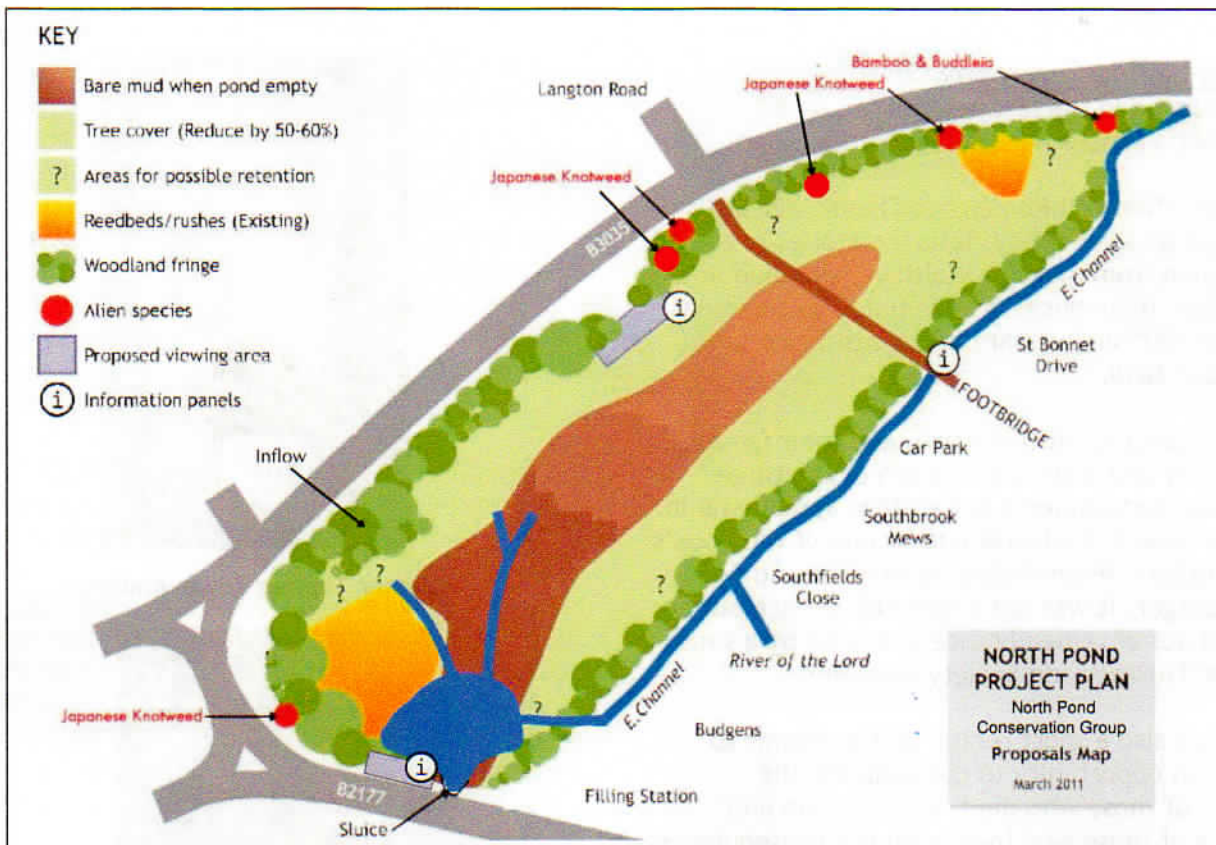 KEY
Bare mud when pond empty
Tree cover (Reduce by 50-60%)
? Areas for possible retention
Reedbeds/rushes (Existing)
Woodland fringe
Alien species
Proposed viewing area
i Information panels
Bamboo & Buddleia
Japanese Knotweed
Langton Road
Japanese Knotweed
B3035
?
?
?
i
E. Channel
St Bonnet
Drive
i
FOOTBRIDGE
Car Park
Inflow
Southbrook
Mews
?
?
?
Southfields
Close
River of the Lord
?
E. Channel
Japanese Knotweed
Budgens
i
B2177
Filling Station
Sluice
NORTH POND
PROJECT PLAN
North Pond
Conservation Group
Proposals Map
March 2011